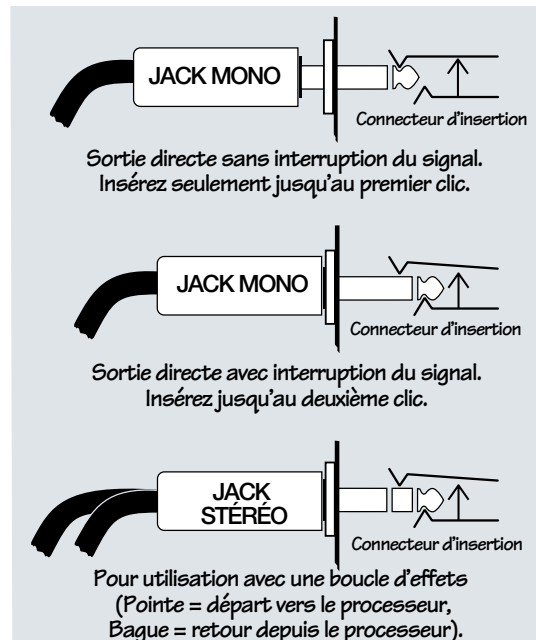 JACK MONO
Connecteur d'insertion
Sortie directe sans interruption du signal.
Insérez seulement jusqu'au premier clic.
JACK MONO
Connecteur d'insertion
Sortie directe avec interruption du signal.
Insérez jusqu'au deuxième clic.
JACK
STÉRÉO
Connecteur d'insertion
Pour utilisation avec une boucle d'effets
(Pointe = départ vers le processeur,
Bague = retour depuis le processeur).